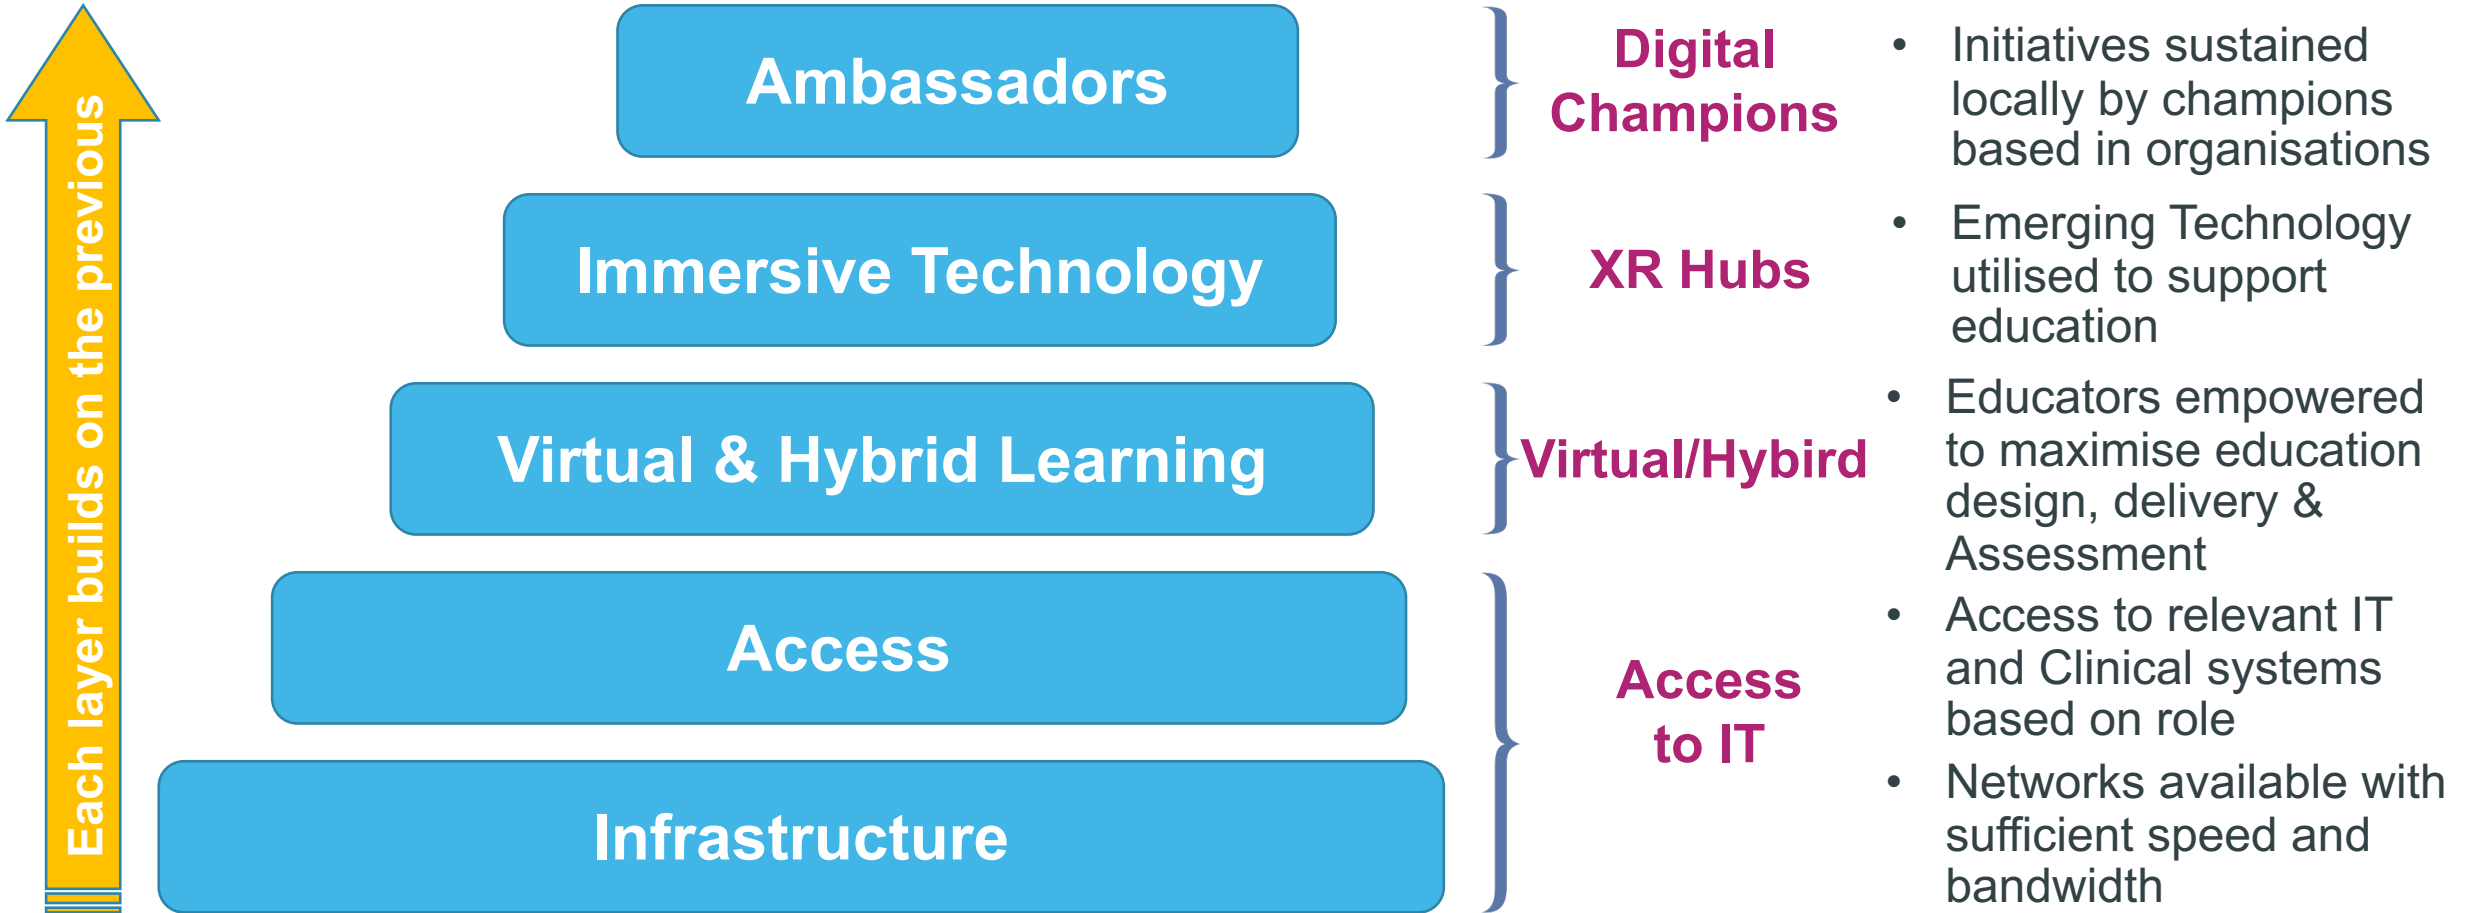 Each layer builds on the previous
Ambassadors
Digital
Champions
• Initiatives sustained
locally by champions
based in organisations
Immersive Technology
XR Hubs
• Emerging Technology
utilised to support
education
Virtual & Hybrid Learning
Virtual/Hybird
• Educators empowered
to maximise education
design, delivery &
Assessment
Access
Infrastructure
Access
to IT
• Access to relevant IT
and Clinical systems
based on role
• Networks available with
sufficient speed and
bandwidth